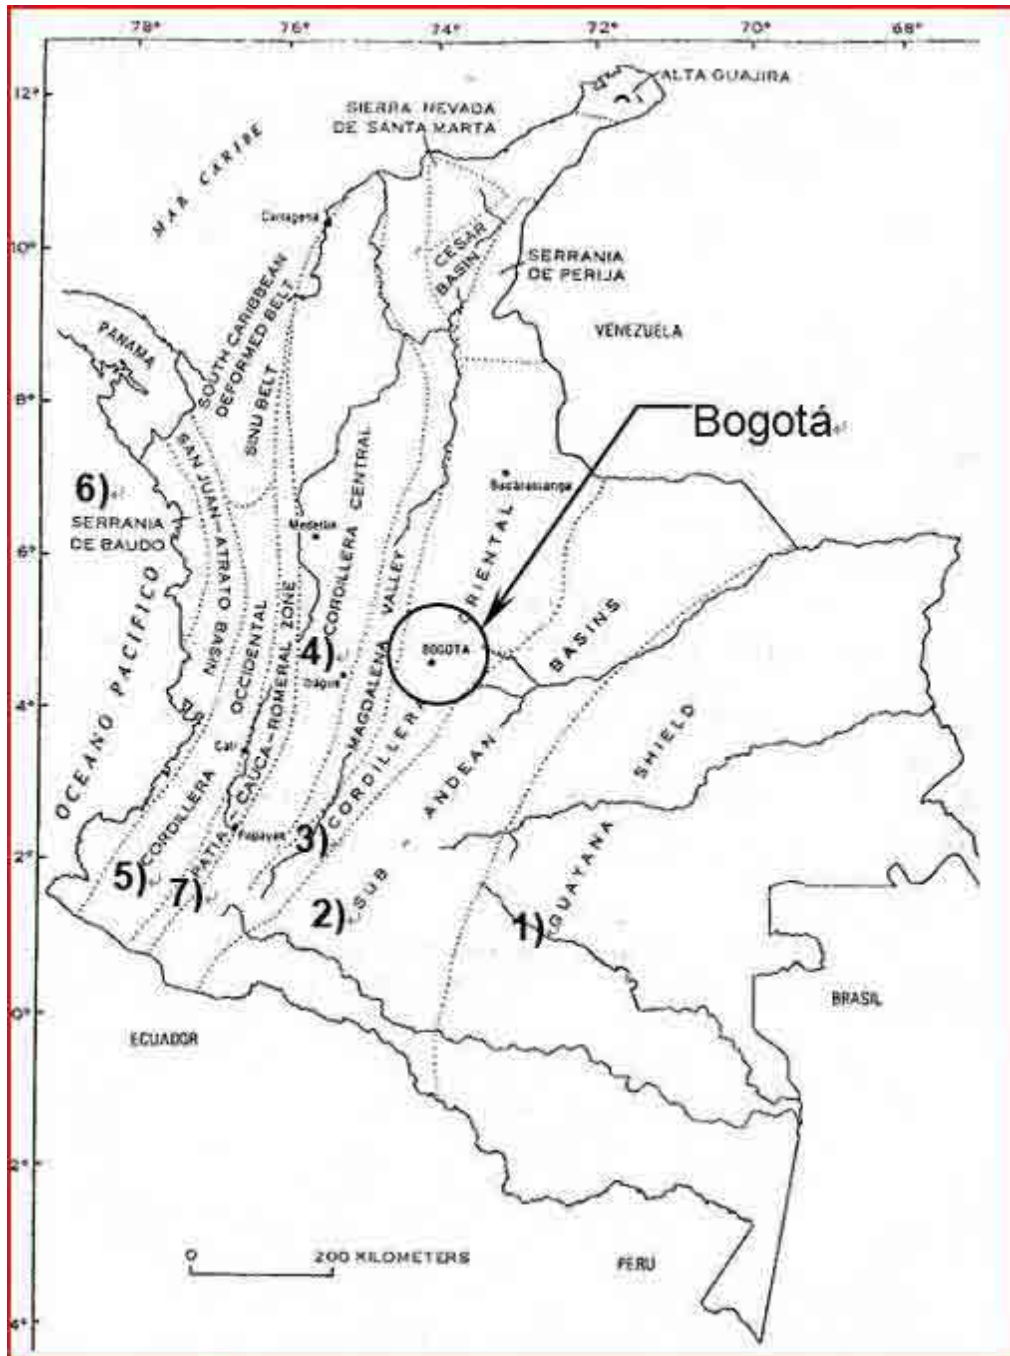 78° 76° 74° 72° 70° 68°
12°
10°
8°
6°
4°
2°
0°
2°
4°
ALTA GUAJIRA
SIERRA NEVADA
DE SANTA MARTA
MAR CARIBE
Cartagena
CESAR
BASIN
SERRANIA
DE PERIJA
VENEZUELA
PANAMA
SOUTH CARIBBEAN
DEFORMED BELT
SINU BELT
Bogotá
SAN JUAN-ATRATO BASIN
6)
SERRANIA
DE BAUDO
Medellin
Bucaramanga
CORDILLERA CENTRAL
4)
Ibague
MAGDALENA VALLEY
BOGOTA
OCEANO PACIFICO
Cali
5)
CORDILLERA OCCIDENTAL
7)
PATIA CAUCA-ROMERAL ZONE
Popayan
3)
CORDILLERA ORIENTAL
2)
SUB ANDEAN BASINS
1)
GUAYANA SHIELD
ECUADOR
BRASIL
PERU
0 200 KILOMETERS